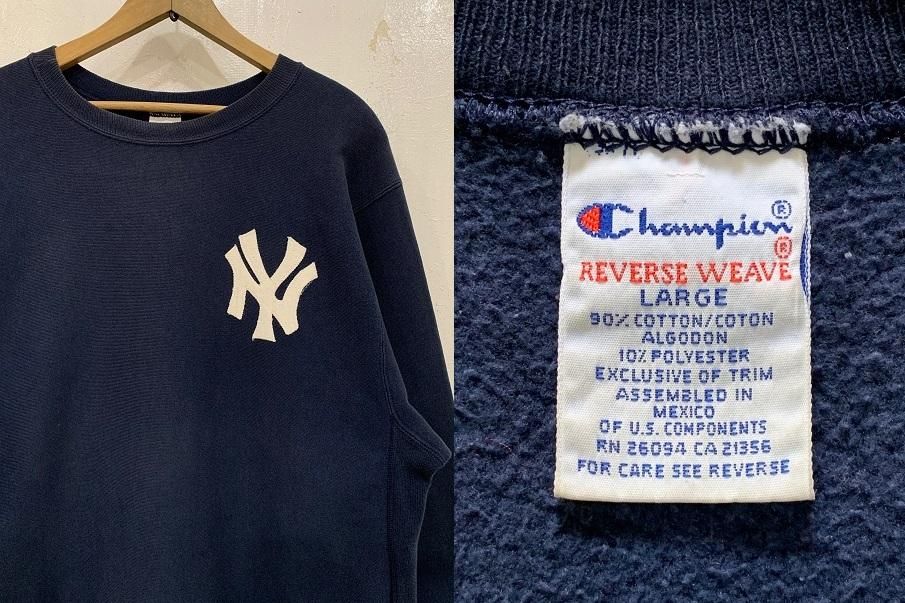 NY
Champion®
REVERSE WEAVE®
LARGE
90% COTTON/COTON
ALGODON
10% POLYESTER
EXCLUSIVE OF TRIM
ASSEMBLED IN
MEXICO
OF U.S. COMPONENTS
RN 26094 CA 21356
FOR CARE SEE REVERSE